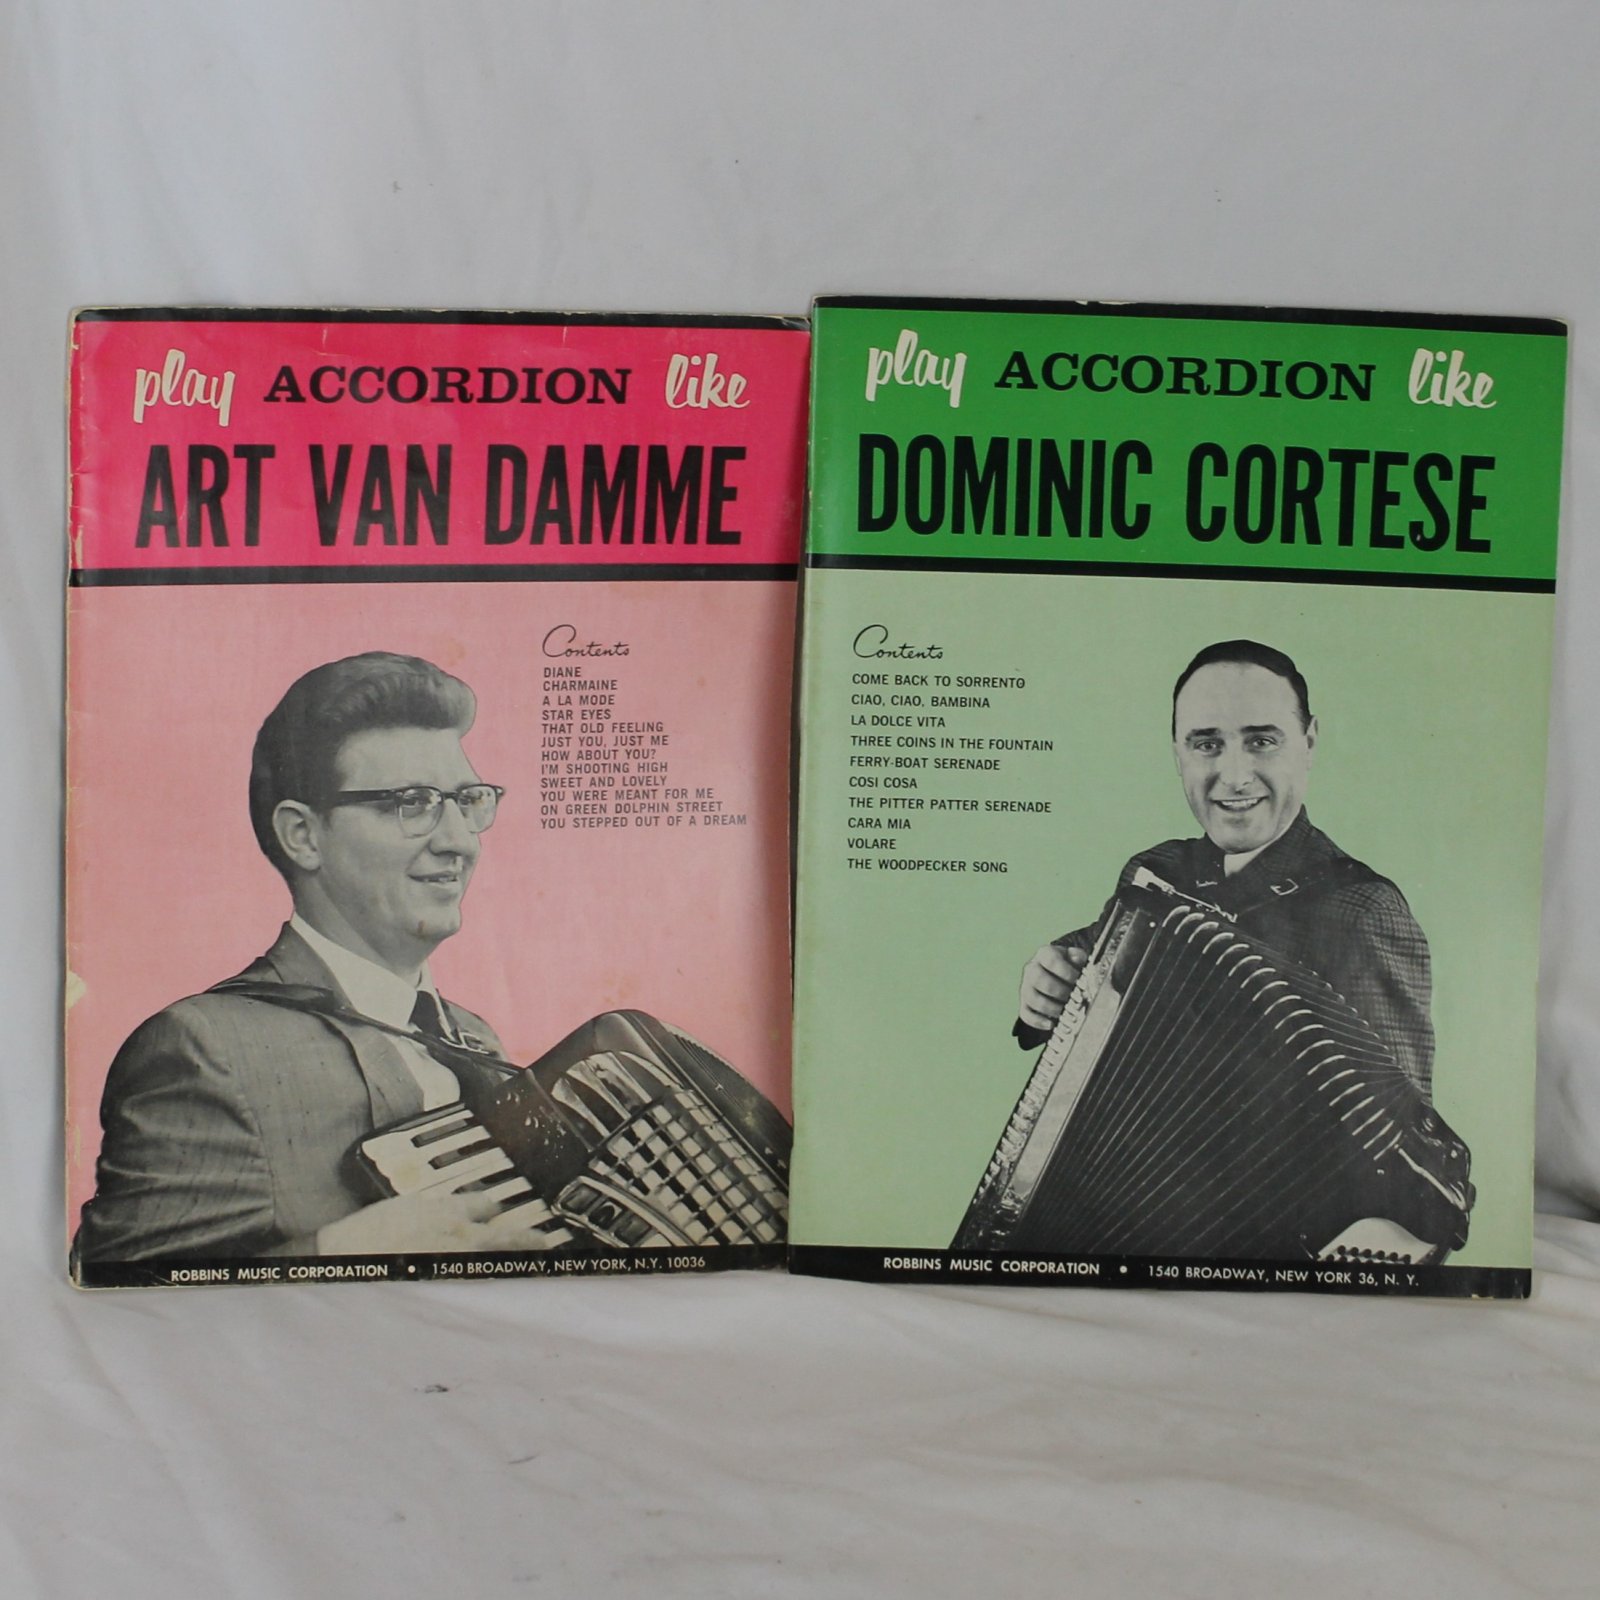 play ACCORDION like
ART VAN DAMME
Contents
DIANE
CHARMAINE
A LA MODE
STAR EYES
THAT OLD FEELING
JUST YOU, JUST ME
HOW ABOUT YOU?
I'M SHOOTING HIGH
SWEET AND LOVELY
YOU WERE MEANT FOR ME
ON GREEN DOLPHIN STREET
YOU STEPPED OUT OF A DREAM
ROBBINS MUSIC CORPORATION • 1540 BROADWAY, NEW YORK, N.Y. 10036
play ACCORDION like
DOMINIC CORTESE
Contents
COME BACK TO SORRENTO
CIAO, CIAO, BAMBINA
LA DOLCE VITA
THREE COINS IN THE FOUNTAIN
FERRY-BOAT SERENADE
COSI COSA
THE PITTER PATTER SERENADE
CARA MIA
VOLARE
THE WOODPECKER SONG
ROBBINS MUSIC CORPORATION • 1540 BROADWAY, NEW YORK 36, N. Y.